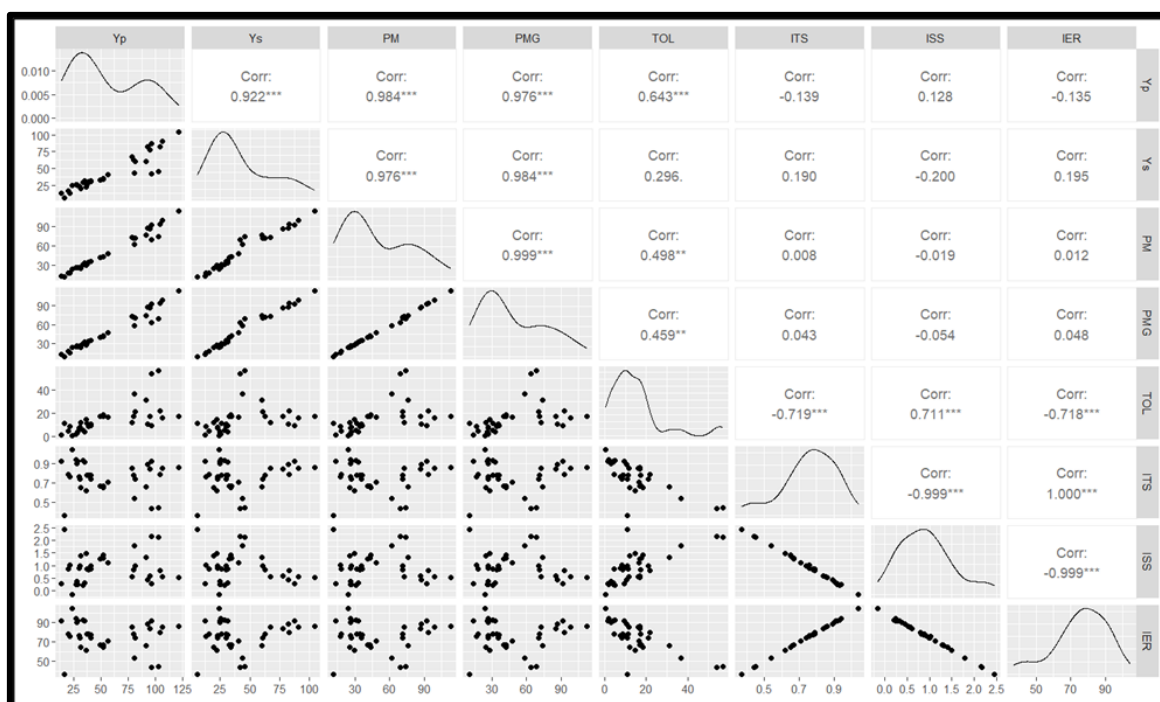 Yp Ys PM PMG TOL ITS ISS IER
0.010
0.005
0.000
Corr: Corr: Corr: Corr: Corr: Corr: Corr:
0.922*** 0.984*** 0.976*** 0.643*** -0.139 0.128 -0.135
Yp
100
75
50
25
Corr: Corr: Corr: Corr: Corr: Corr:
0.976*** 0.984*** 0.296. 0.190 -0.200 0.195
Ys
90
60
30
Corr: Corr: Corr: Corr: Corr:
0.999*** 0.498** 0.008 -0.019 0.012
PM
90
60
30
Corr: Corr: Corr: Corr:
0.459** 0.043 -0.054 0.048
PMG
40
20
0
Corr: Corr: Corr:
-0.719*** 0.711*** -0.718***
TOL
0.9
0.7
0.5
Corr: Corr:
-0.999*** 1.000***
ITS
2.5
2.0
1.5
1.0
0.5
0.0
Corr:
-0.999***
ISS
90
70
50
IER
25 50 75 100 125 25 50 75 100 30 60 90 30 60 90 0 20 40 0.5 0.7 0.9 0.0 0.5 1.0 1.5 2.0 2.5 50 70 90